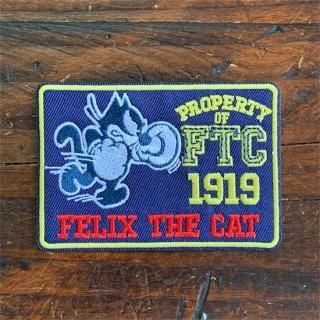 PROPERTY
OF
FTC
1919
FELIX THE CAT